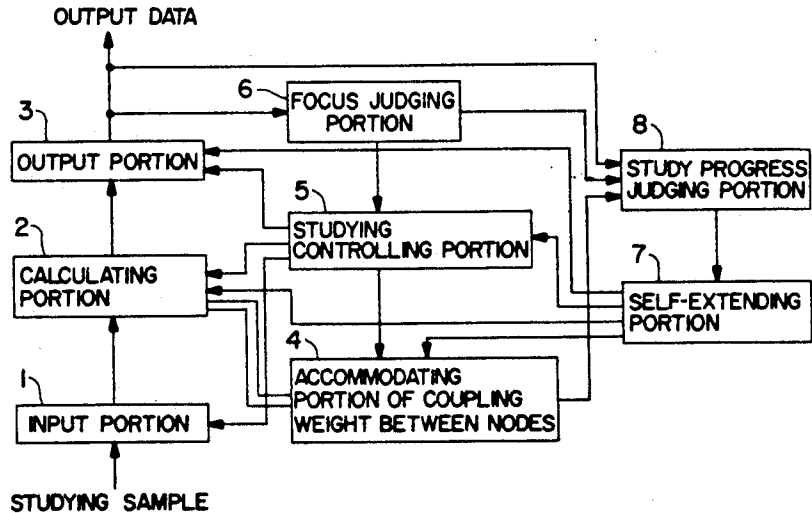 OUTPUT DATA
6
FOCUS JUDGING
PORTION
3
OUTPUT PORTION
8
STUDY PROGRESS
JUDGING PORTION
5
STUDYING
CONTROLLING PORTION
2
CALCULATING
PORTION
7
SELF-EXTENDING
PORTION
4
ACCOMMODATING
PORTION OF COUPLING
WEIGHT BETWEEN NODES
1
INPUT PORTION
STUDYING SAMPLE